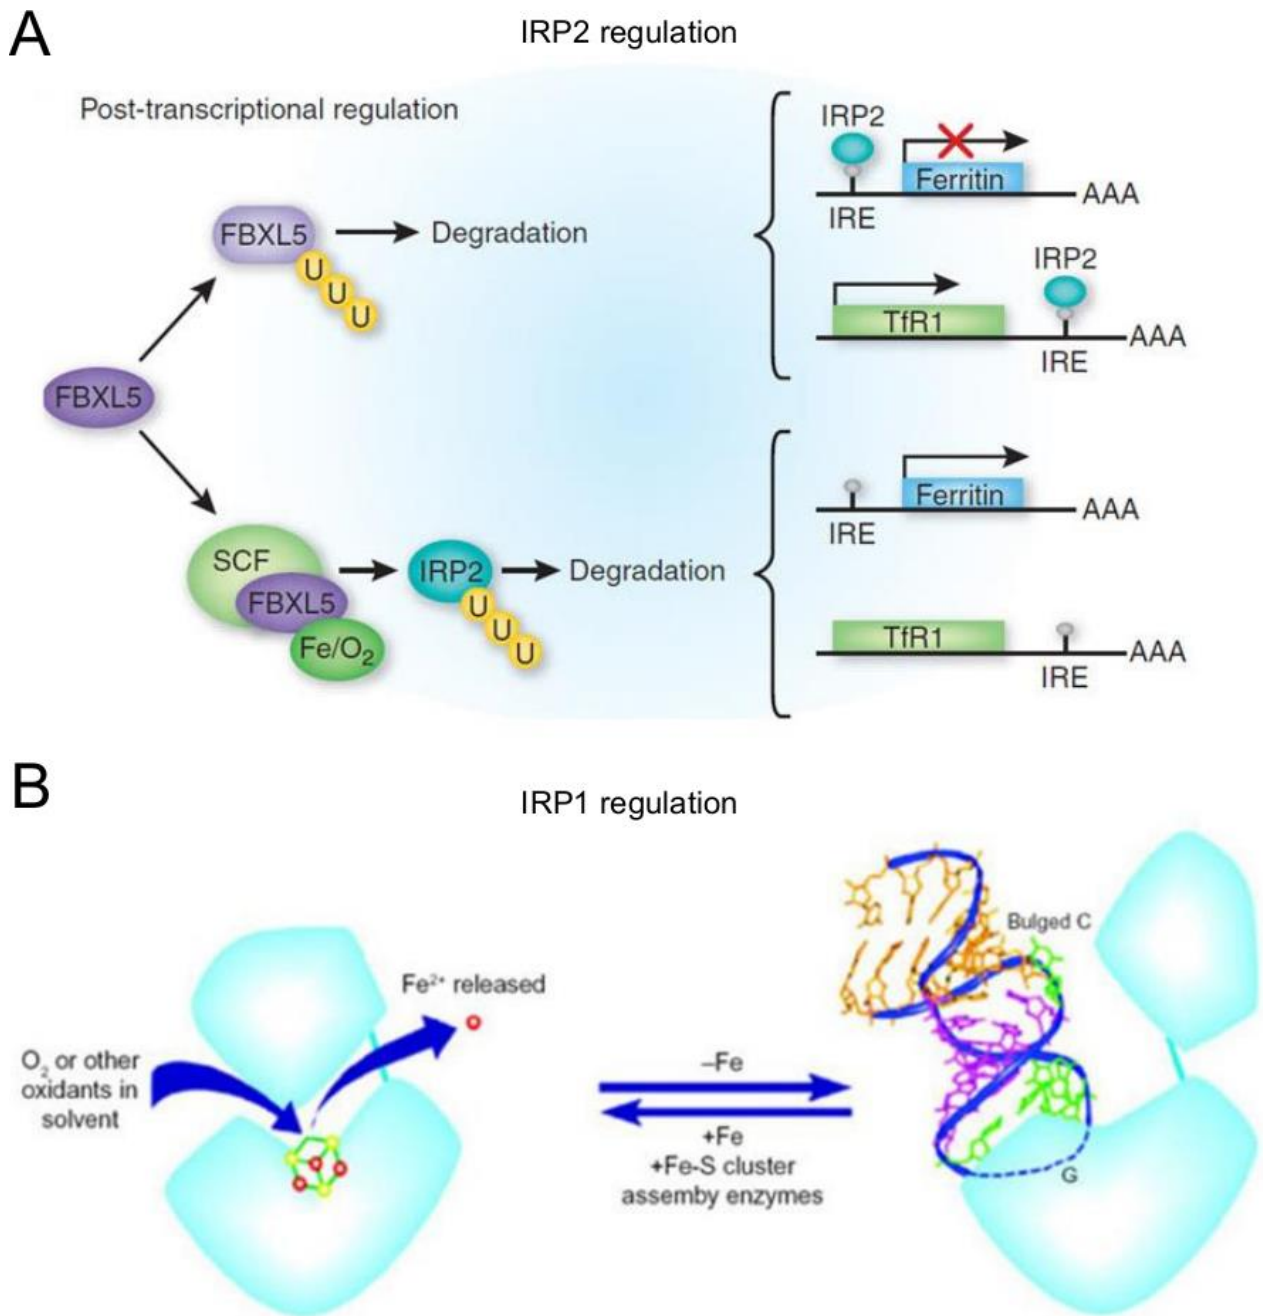 A
IRP2 regulation
Post-transcriptional regulation
FBXL5
FBXL5
U
U
U
Degradation
IRP2
Ferritin
AAA
IRE
IRP2
TfR1
AAA
IRE
SCF
FBXL5
Fe/O2
IRP2
U
U
U
Degradation
Ferritin
AAA
IRE
TfR1
AAA
IRE
B
IRP1 regulation
O2 or other
oxidants in
solvent
Fe2+ released
–Fe
+Fe
+Fe-S cluster
assemby enzymes
Bulged C
G